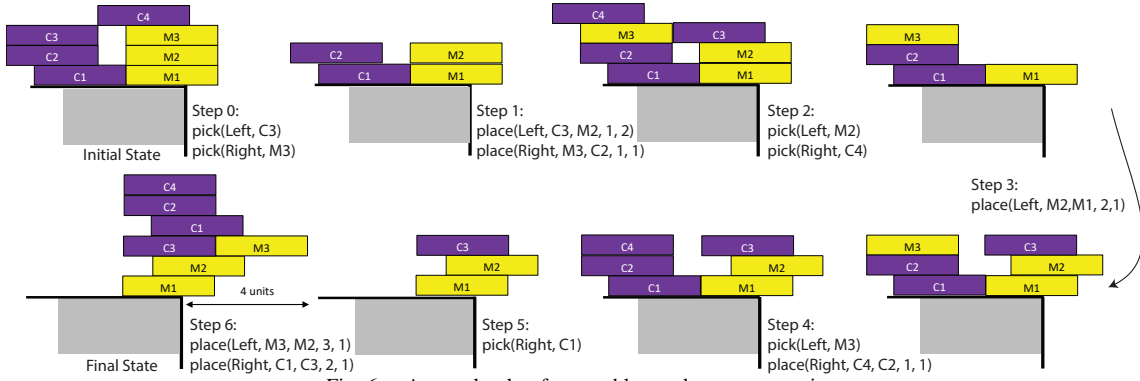 C4
C3
M3
C2
M2
C1
M1
Initial State
Step 0:
pick(Left, C3)
pick(Right, M3)
C2
M2
C1
M1
Step 1:
place(Left, C3, M2, 1, 2)
place(Right, M3, C2, 1, 1)
C4
M3
C3
C2
M2
C1
M1
Step 2:
pick(Left, M2)
pick(Right, C4)
M3
C2
C1
M1
Step 3:
place(Left, M2,M1, 2,1)
C4
C2
C1
C3
M3
M2
M1
4 units
Final State
Step 6:
place(Left, M3, M2, 3, 1)
place(Right, C1, C3, 2, 1)
C3
M2
M1
Step 5:
pick(Right, C1)
C4
C3
C2
M2
C1
M1
Step 4:
pick(Left, M3)
place(Right, C4, C2, 1, 1)
M3
C3
C2
M2
C1
M1